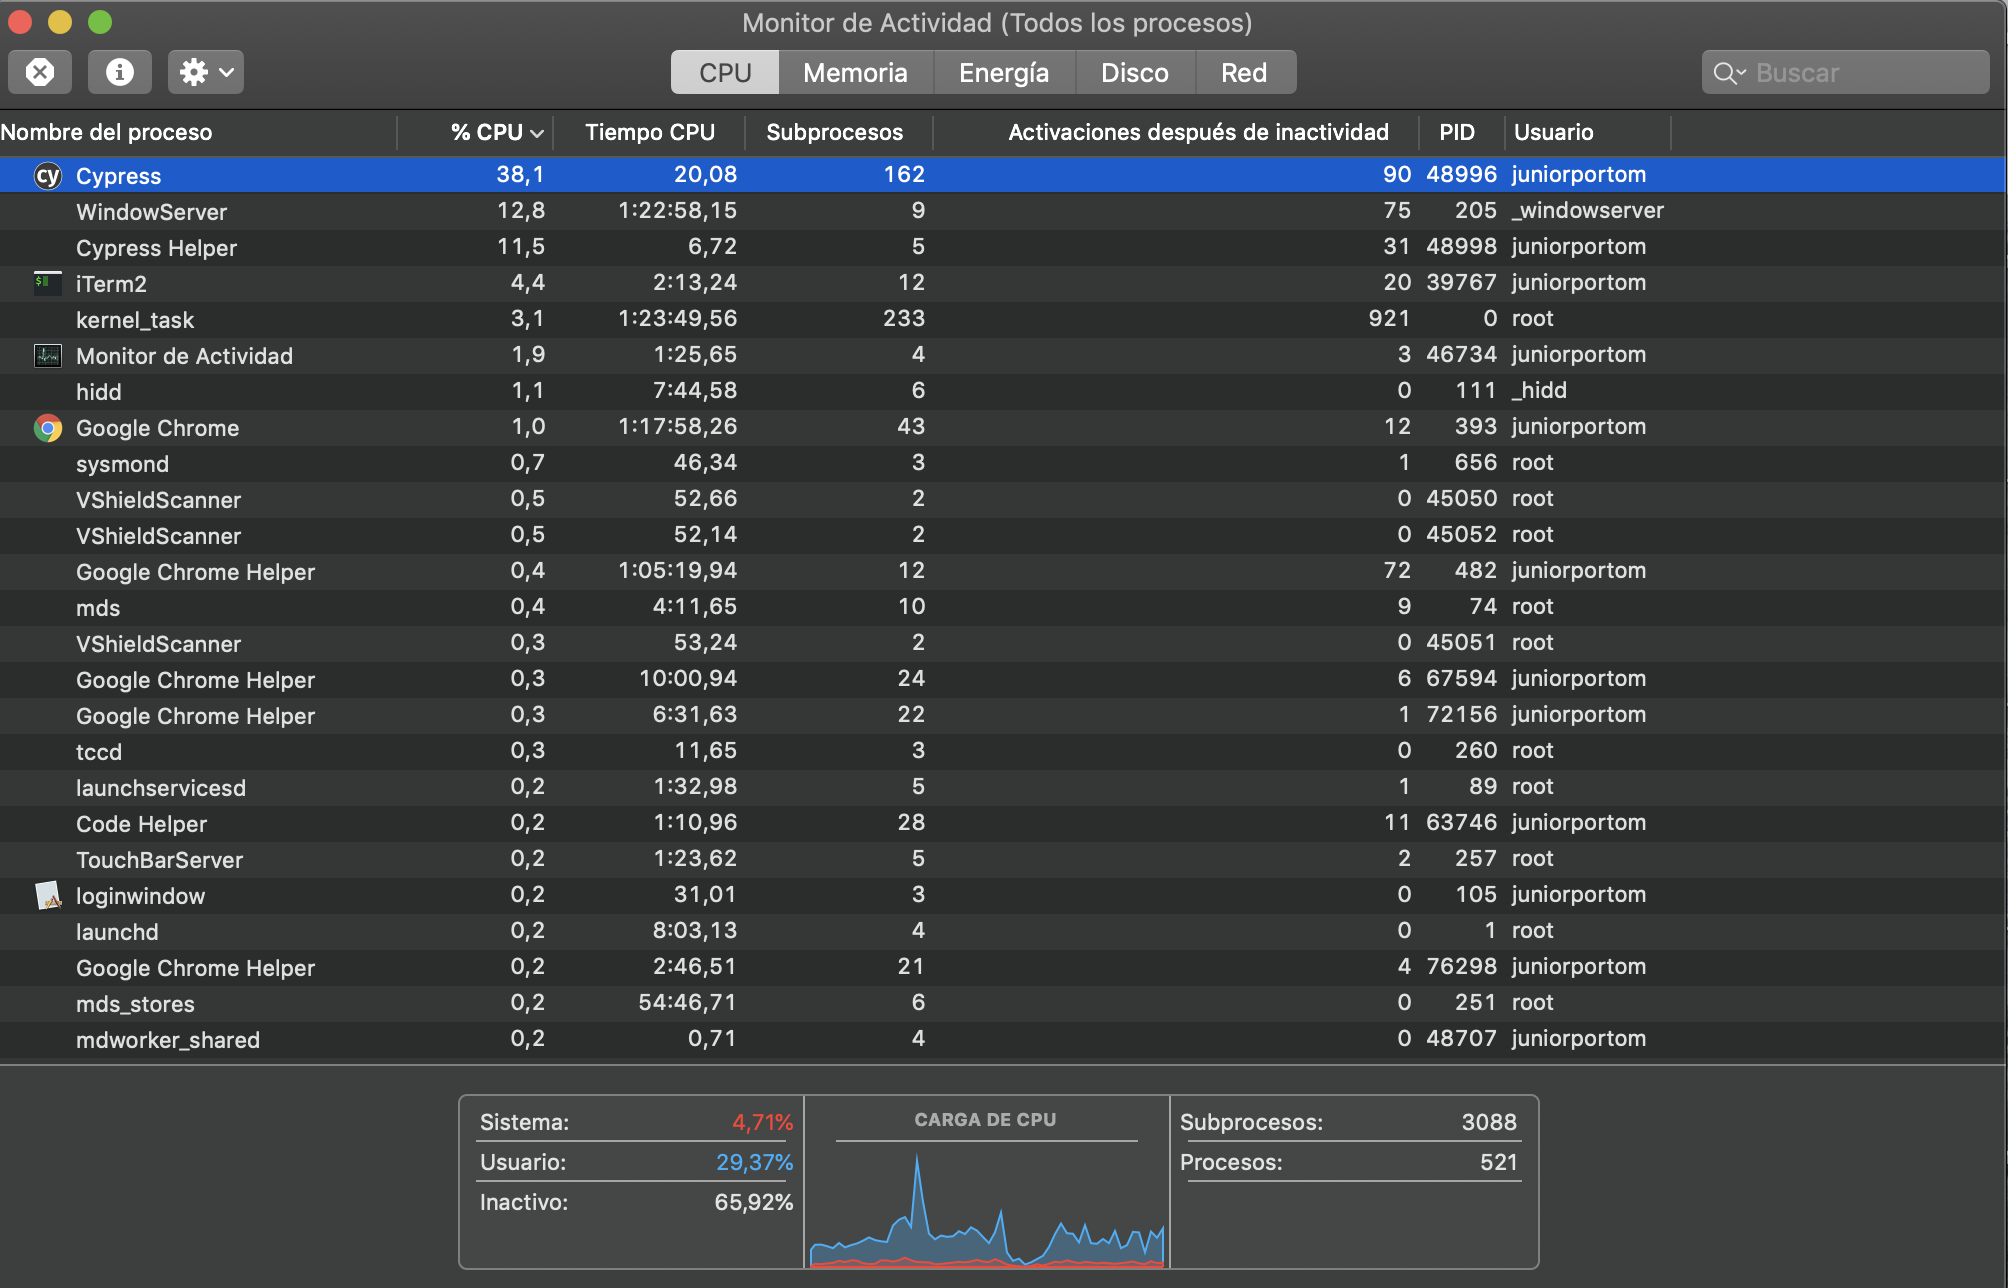 Monitor de Actividad (Todos los procesos)
CPU Memoria Energía Disco Red Buscar
Nombre del proceso % CPU Tiempo CPU Subprocesos Activaciones después de inactividad PID Usuario
cy Cypress 38,1 20,08 162 90 48996 juniorportom
WindowServer 12,8 1:22:58,15 9 75 205 _windowserver
Cypress Helper 11,5 6,72 5 31 48998 juniorportom
$ iTerm2 4,4 2:13,24 12 20 39767 juniorportom
kernel_task 3,1 1:23:49,56 233 921 0 root
Monitor de Actividad 1,9 1:25,65 4 3 46734 juniorportom
hidd 1,1 7:44,58 6 0 111 _hidd
Google Chrome 1,0 1:17:58,26 43 12 393 juniorportom
sysmond 0,7 46,34 3 1 656 root
VShieldScanner 0,5 52,66 2 0 45050 root
VShieldScanner 0,5 52,14 2 0 45052 root
Google Chrome Helper 0,4 1:05:19,94 12 72 482 juniorportom
mds 0,4 4:11,65 10 9 74 root
VShieldScanner 0,3 53,24 2 0 45051 root
Google Chrome Helper 0,3 10:00,94 24 6 67594 juniorportom
Google Chrome Helper 0,3 6:31,63 22 1 72156 juniorportom
tccd 0,3 11,65 3 0 260 root
launchservicesd 0,2 1:32,98 5 1 89 root
Code Helper 0,2 1:10,96 28 11 63746 juniorportom
TouchBarServer 0,2 1:23,62 5 2 257 root
loginwindow 0,2 31,01 3 0 105 juniorportom
launchd 0,2 8:03,13 4 0 1 root
Google Chrome Helper 0,2 2:46,51 21 4 76298 juniorportom
mds_stores 0,2 54:46,71 6 0 251 root
mdworker_shared 0,2 0,71 4 0 48707 juniorportom
Sistema: 4,71% CARGA DE CPU Subprocesos: 3088
Usuario: 29,37% Procesos: 521
Inactivo: 65,92%